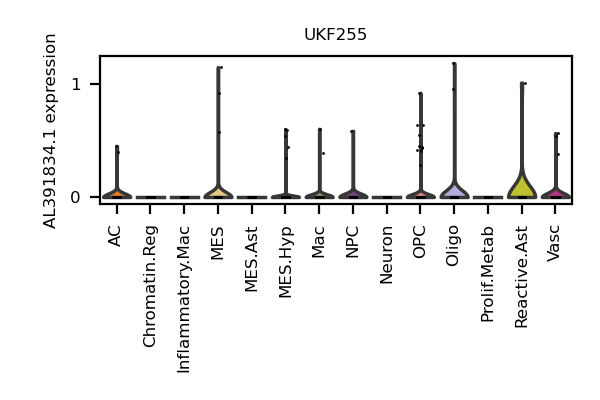 UKF255
AL391834.1 expression
1
0
AC
Chromatin.Reg
Inflammatory.Mac
MES
MES.Ast
MES.Hyp
Mac
NPC
Neuron
OPC
Oligo
Prolif.Metab
Reactive.Ast
Vasc